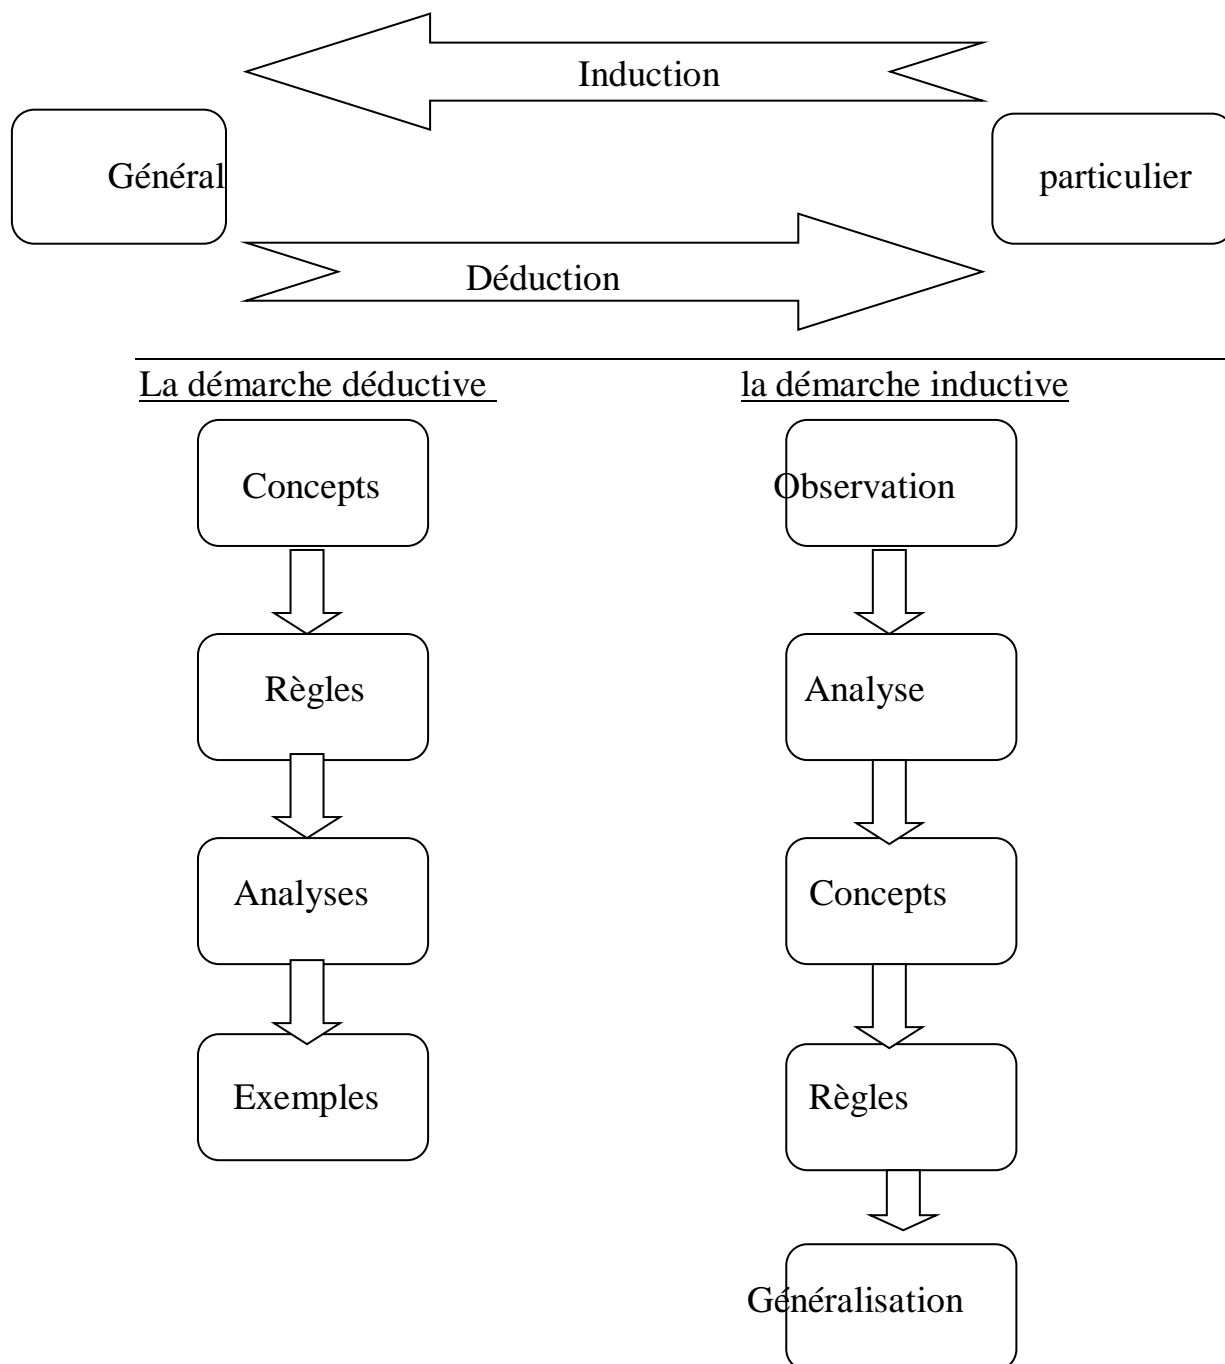 Induction
Général
particulier
Déduction
La démarche déductive
la démarche inductive
Concepts
Observation
Règles
Analyse
Analyses
Concepts
Exemples
Règles
Généralisation